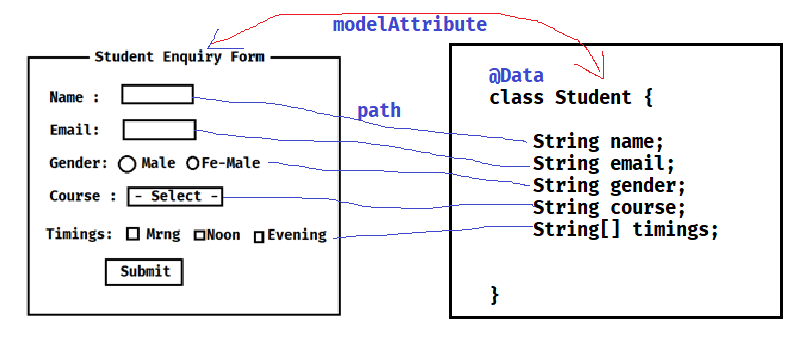 modelAttribute
Student Enquiry Form
Name :
Email:
Gender: Male Fe-Male
Course : - Select -
Timings: Mrng Noon Evening
Submit
path
@Data
class Student {
String name;
String email;
String gender;
String course;
String[] timings;
}